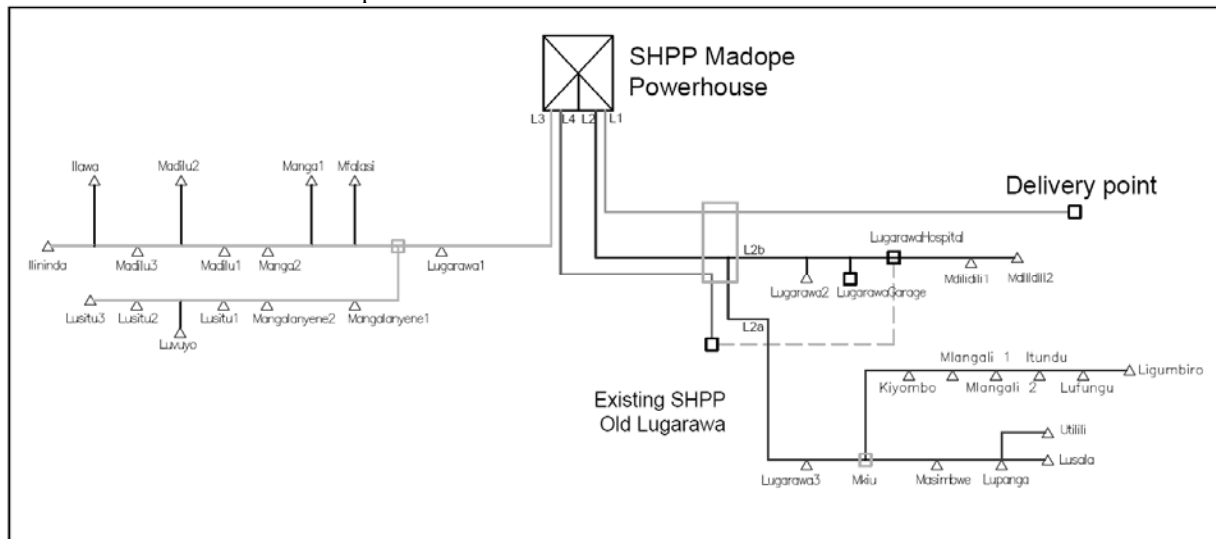 SHPP Madope
Powerhouse
L3 L4 L2 L1
Ilawa Madilu2 Manga1 Mfalasi
Delivery point
LugarawaHospital
L2b
Ilininda Madilu3 Madilu1 Manga2 Lugarawa1
Lugarawa2 LugarawaGarage Mdilidili1 Mdilidili2
Lusitu3 Lusitu2 Lusitu1 Mangalanyene2 Mangalanyene1
Luvuyo
L2a
Mlangali 1 Itundu
Kiyombo Mlangali 2 Lufungu Ligumbiro
Existing SHPP
Old Lugarawa
Utilili
Lusala
Lugarawa3 Mkiu Masimbwe Lupanga